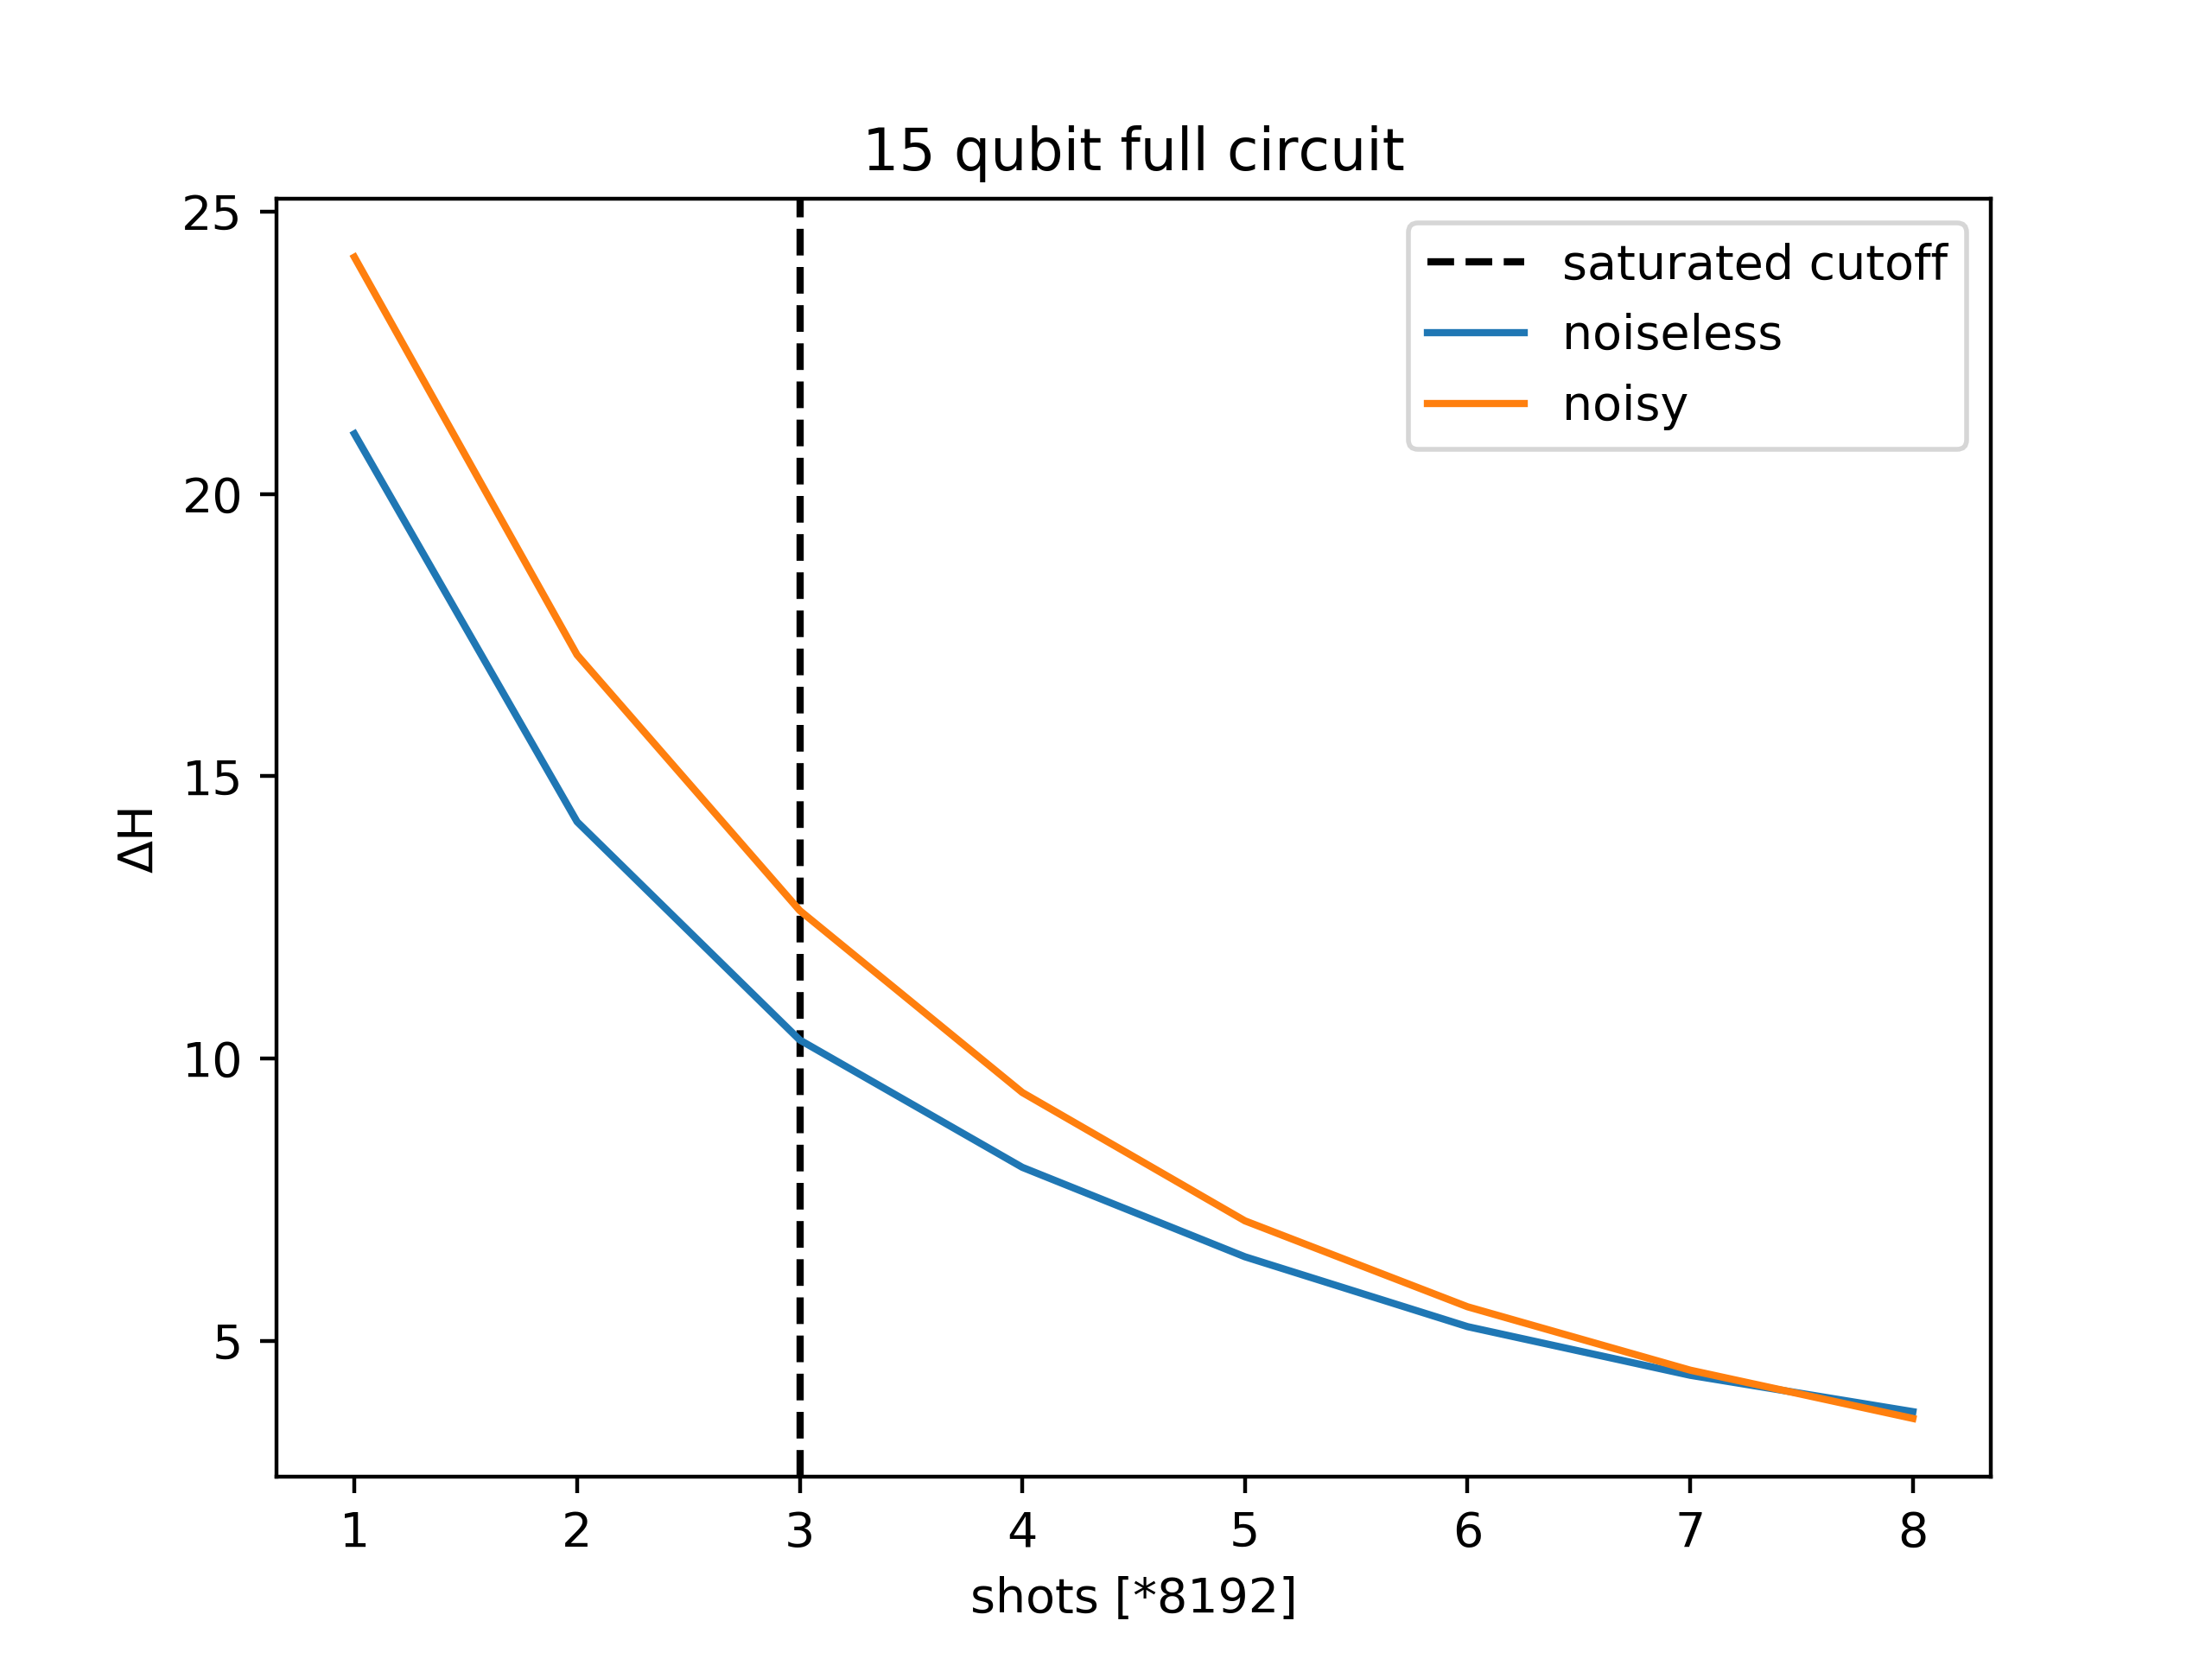 15 qubit full circuit
25
20
15
10
5
ΔH
saturated cutoff
noiseless
noisy
1 2 3 4 5 6 7 8
shots [*8192]